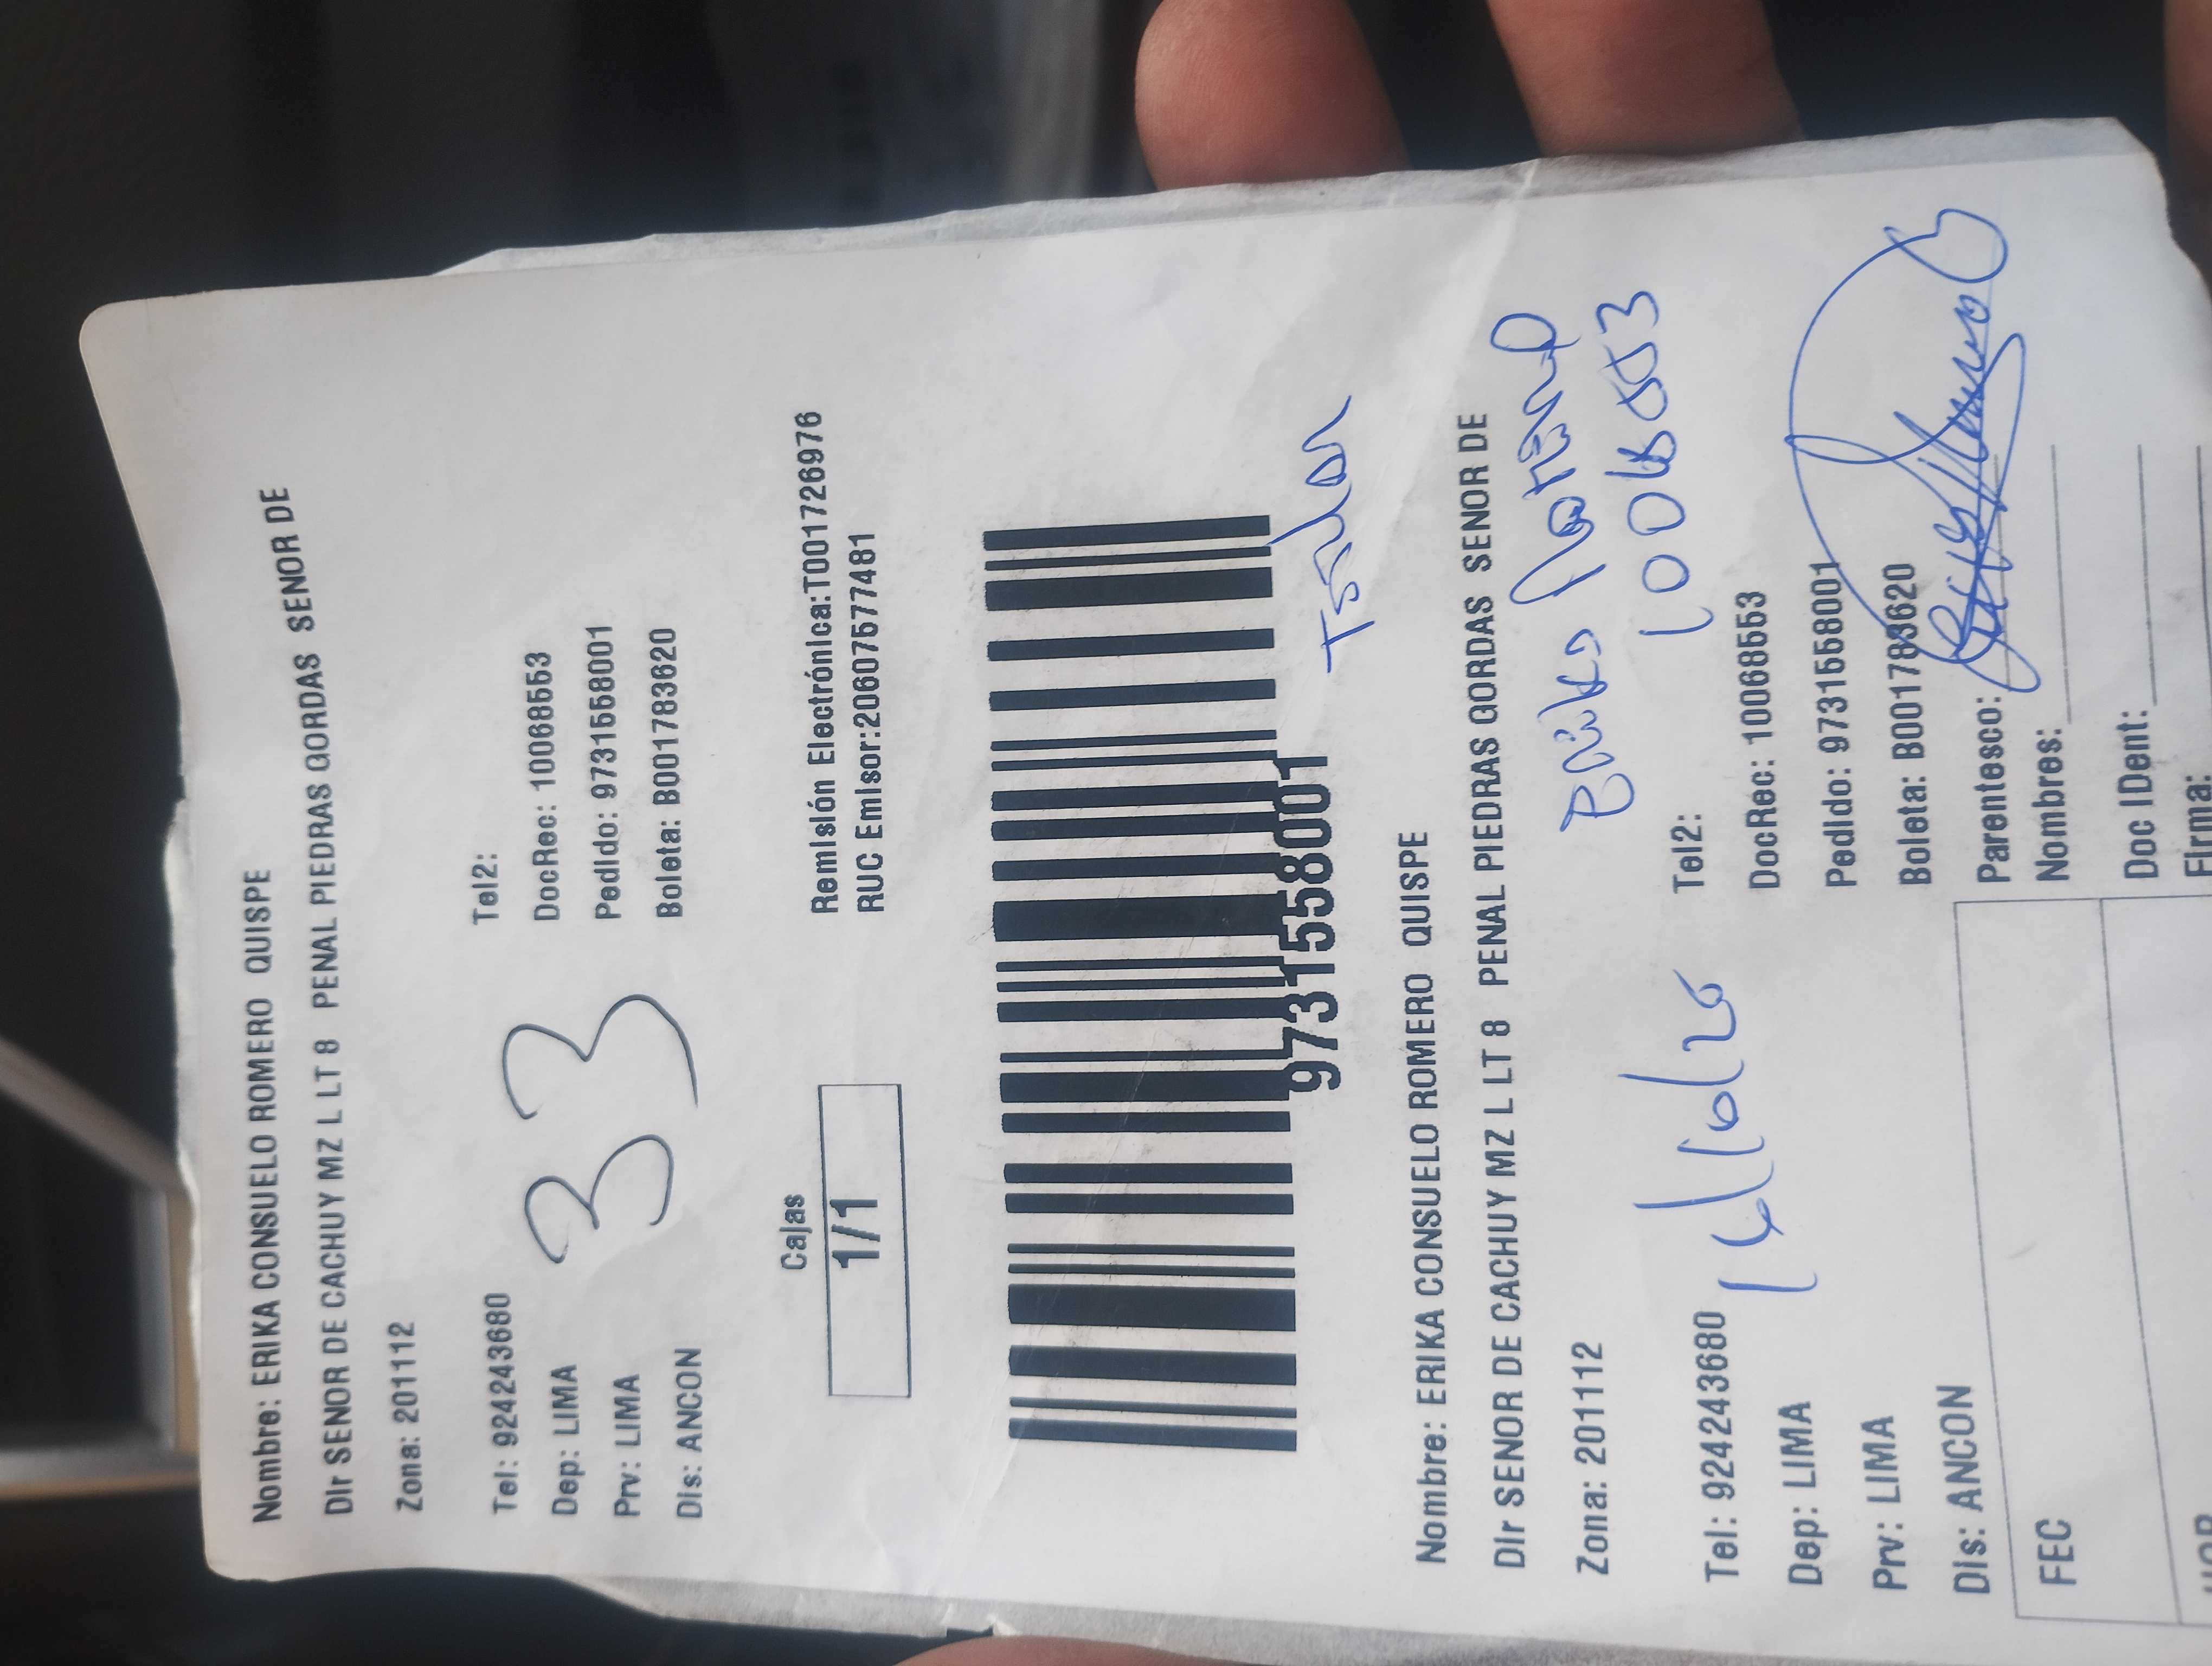 Nombre: ERIKA CONSUELO ROMERO QUISPE
DIr SENOR DE CACHUY MZ L LT 8 PENAL PIEDRAS GORDAS SENOR DE
Zona: 201112
Tel: 924243680 Tel2:
Dep: LIMA DocRec: 10068553
Prv: LIMA Pedido: 9731558001
Dis: ANCON Boleta: B001783620
33
Cajas
1/1
Remisión Electrónica:T001726976
RUC Emisor:20607577481
9731558001
Nombre: ERIKA CONSUELO ROMERO QUISPE
DIr SENOR DE CACHUY MZ L LT 8 PENAL PIEDRAS GORDAS SENOR DE
Zona: 201112
10068553
Tel: 924243680 Tel2:
Dep: LIMA DocRec: 10068553
Prv: LIMA Pedido: 9731558001
Dis: ANCON Boleta: B001783620
FEC Parentesco:
Nombres:
Doc IDent:
Firma: